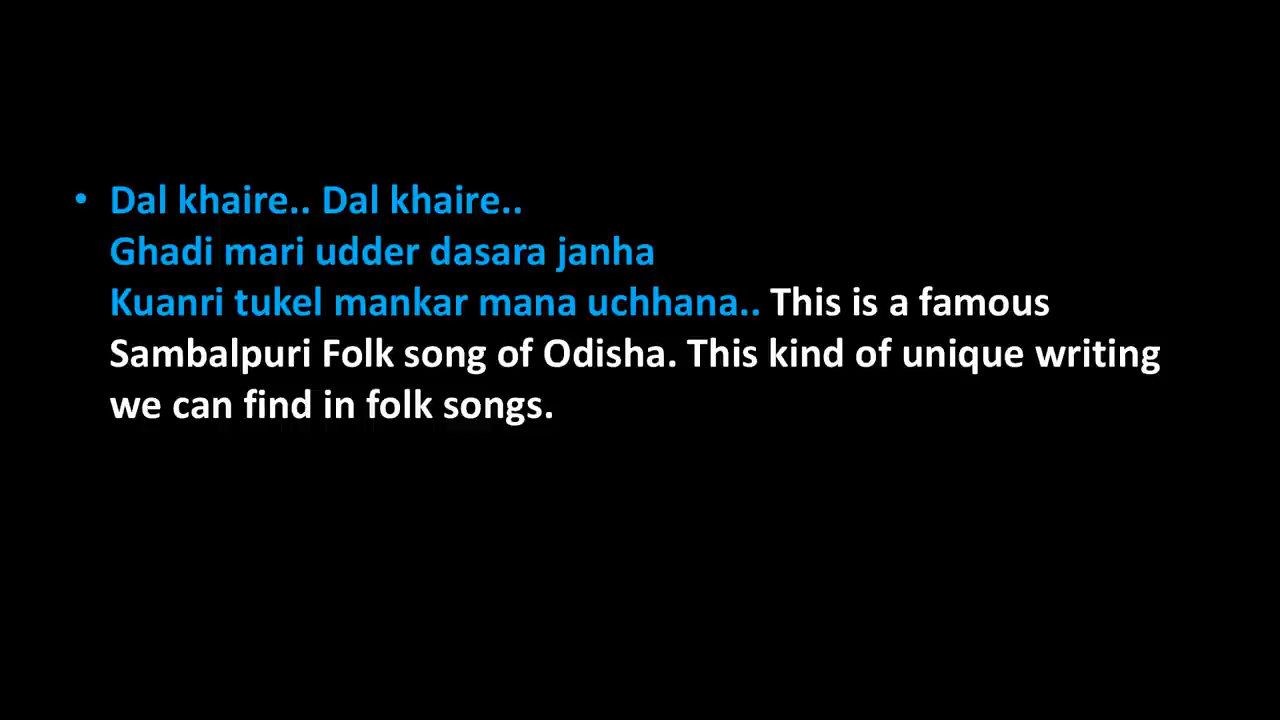 • Dal khaire.. Dal khaire..
Ghadi mari udder dasara janha
Kuanri tukel mankar mana uchhana.. This is a famous
Sambalpuri Folk song of Odisha. This kind of unique writing
we can find in folk songs.